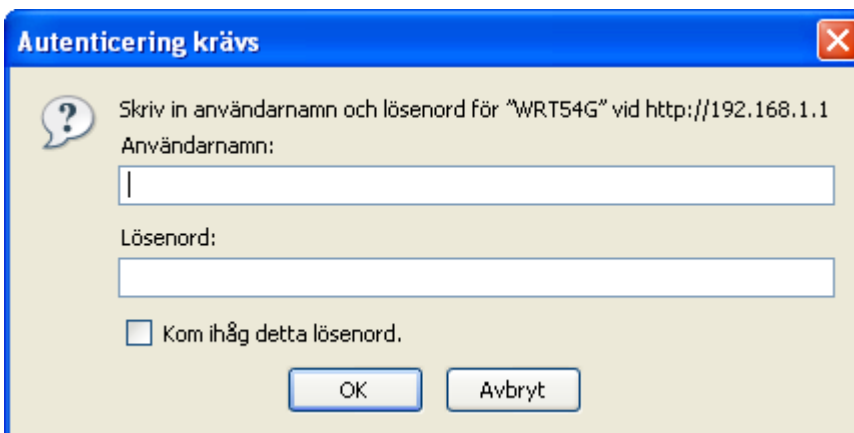 Autenticering krävs
Skriv in användarnamn och lösenord för "WRT54G" vid http://192.168.1.1
Användarnamn:
Lösenord:
Kom ihåg detta lösenord.
OK Avbryt